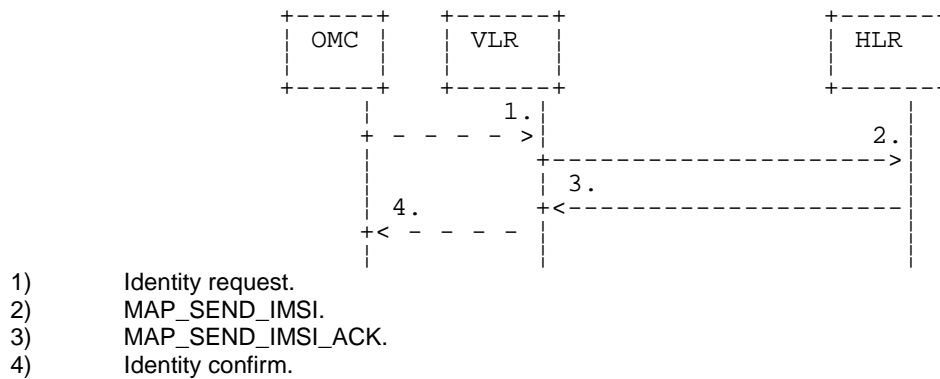 +-----+ +------+ +------
¦ OMC ¦ ¦ VLR ¦ ¦ HLR
¦ ¦ ¦ ¦ ¦
+-----+ +------+ +------
¦ 1.¦ ¦
+ - - - - >¦ 2.¦
¦ +---------------------->¦
¦ ¦ 3. ¦
¦ 4. +<---------------------¦
+< - - - - ¦ ¦
¦ ¦ ¦
1) Identity request.
2) MAP_SEND_IMSI.
3) MAP_SEND_IMSI_ACK.
4) Identity confirm.